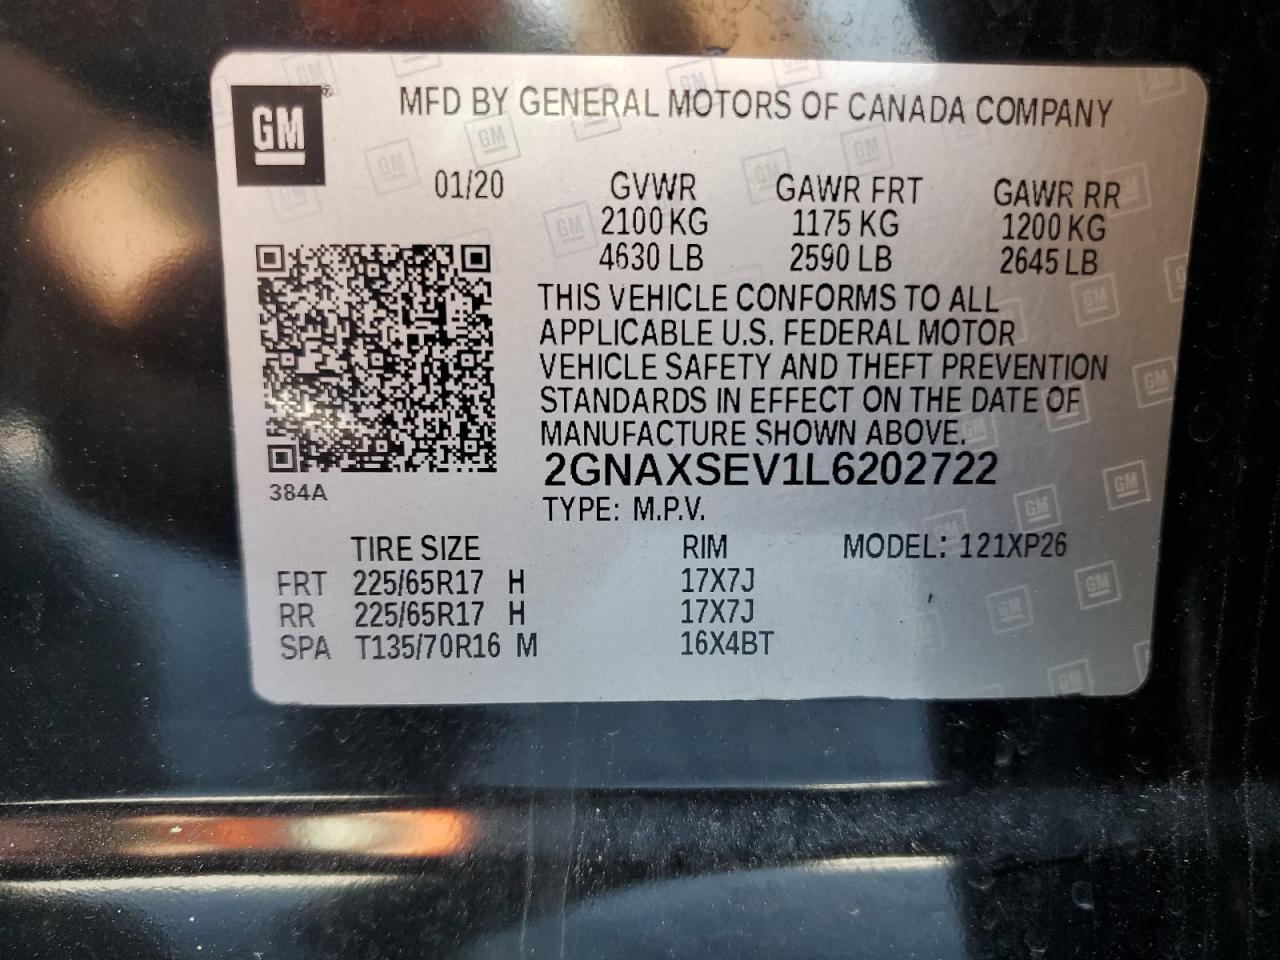 GM ®
MFD BY GENERAL MOTORS OF CANADA COMPANY
01/20 GVWR GAWR FRT GAWR RR
2100 KG 1175 KG 1200 KG
4630 LB 2590 LB 2645 LB
THIS VEHICLE CONFORMS TO ALL
APPLICABLE U.S. FEDERAL MOTOR
VEHICLE SAFETY AND THEFT PREVENTION
STANDARDS IN EFFECT ON THE DATE OF
MANUFACTURE SHOWN ABOVE.
2GNAXSEV1L6202722
384A
TYPE: M.P.V.
TIRE SIZE RIM MODEL: 121XP26
FRT 225/65R17 H 17X7J
RR 225/65R17 H 17X7J
SPA T135/70R16 M 16X4BT